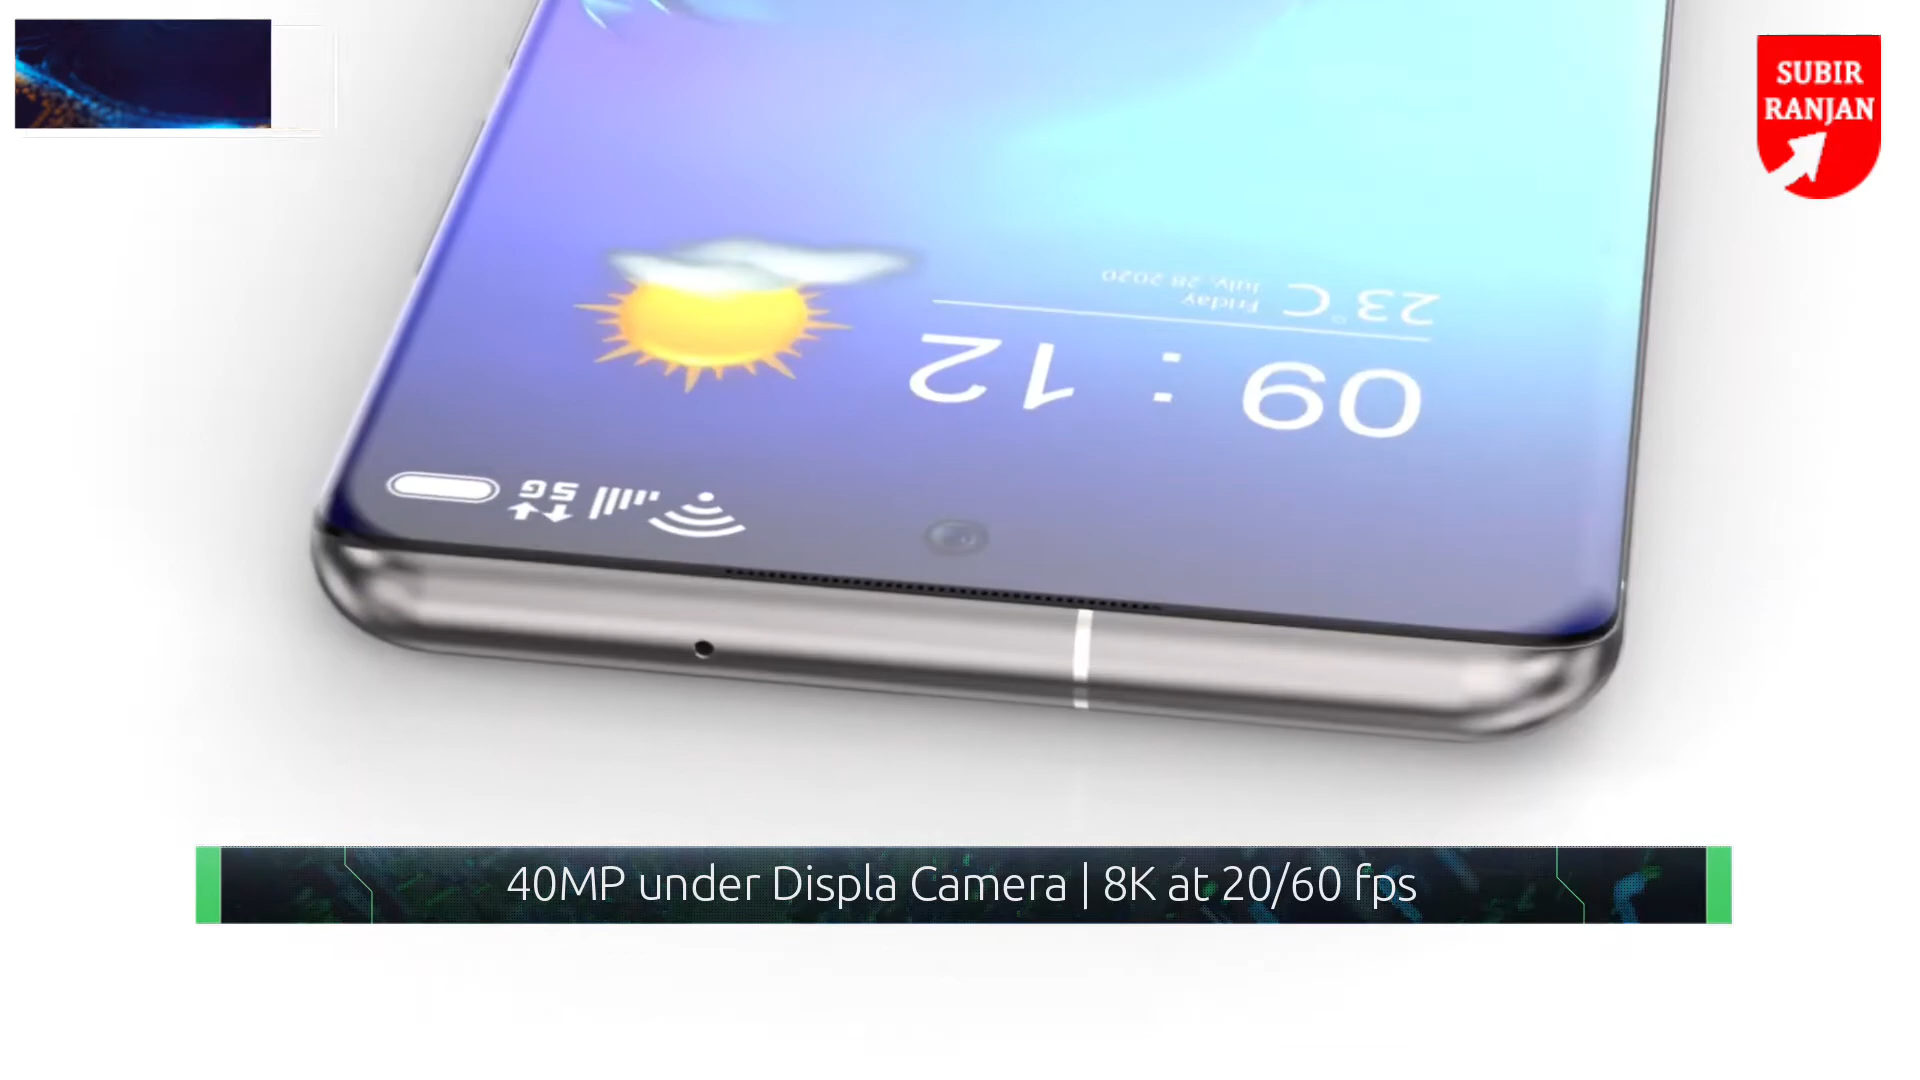 SUBIR
RANJAN
July, 28 2020
Friday
23°C
09 : 12
5G
40MP under Displa Camera | 8K at 20/60 fps